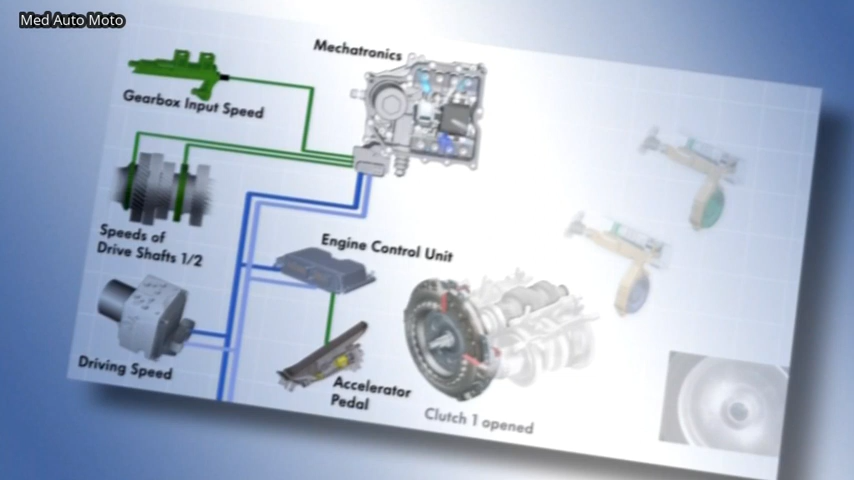 Med Auto Moto
Mechatronics
Gearbox Input Speed
Speeds of
Drive Shafts 1/2
Engine Control Unit
Driving Speed
Accelerator
Pedal
Clutch 1 opened